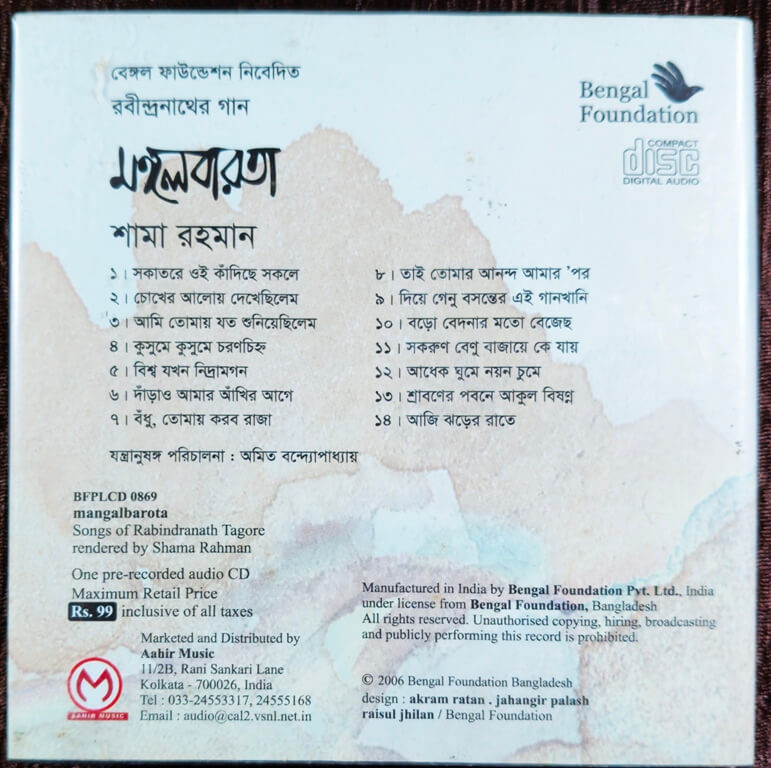 বেঙ্গল ফাউন্ডেশন নিবেদিত
রবীন্দ্রনাথের গান
মঙ্গলবারতা
শামা রহমান
Bengal
Foundation
COMPACT
disc
DIGITAL AUDIO
১। সকাতরে ওই কাঁদিছে সকলে
২। চোখের আলোয় দেখেছিলেম
৩। আমি তোমায় যত শুনিয়েছিলেম
৪। কুসুমে কুসুমে চরণচিহ্ন
৫। বিশ্ব যখন নিদ্রামগন
৬। দাঁড়াও আমার আঁখির আগে
৭। বঁধু, তোমায় করব রাজা
৮। তাই তোমার আনন্দ আমার 'পর
৯। দিয়ে গেনু বসন্তের এই গানখানি
১০। বড়ো বেদনার মতো বেজেছ
১১। সকরুণ বেণু বাজায়ে কে যায়
১২। আধেক ঘুমে নয়ন চুমে
১৩। শ্রাবণের পবনে আকুল বিষণ্ন
১৪। আজি ঝড়ের রাতে
যন্ত্রানুষঙ্গ পরিচালনা : অমিত বন্দ্যোপাধ্যায়
BFPLCD 0869
mangalbarota
Songs of Rabindranath Tagore
rendered by Shama Rahman
One pre-recorded audio CD
Maximum Retail Price
Rs. 99 inclusive of all taxes
Marketed and Distributed by
Aahir Music
11/2B, Rani Sankari Lane
Kolkata - 700026, India
Tel : 033-24553317, 24555168
Email : audio@cal2.vsnl.net.in
AAHIR MUSIC
Manufactured in India by Bengal Foundation Pvt. Ltd., India
under license from Bengal Foundation, Bangladesh
All rights reserved. Unauthorised copying, hiring, broadcasting
and publicly performing this record is prohibited.
© 2006 Bengal Foundation Bangladesh
design : akram ratan . jahangir palash
raisul jhilan / Bengal Foundation